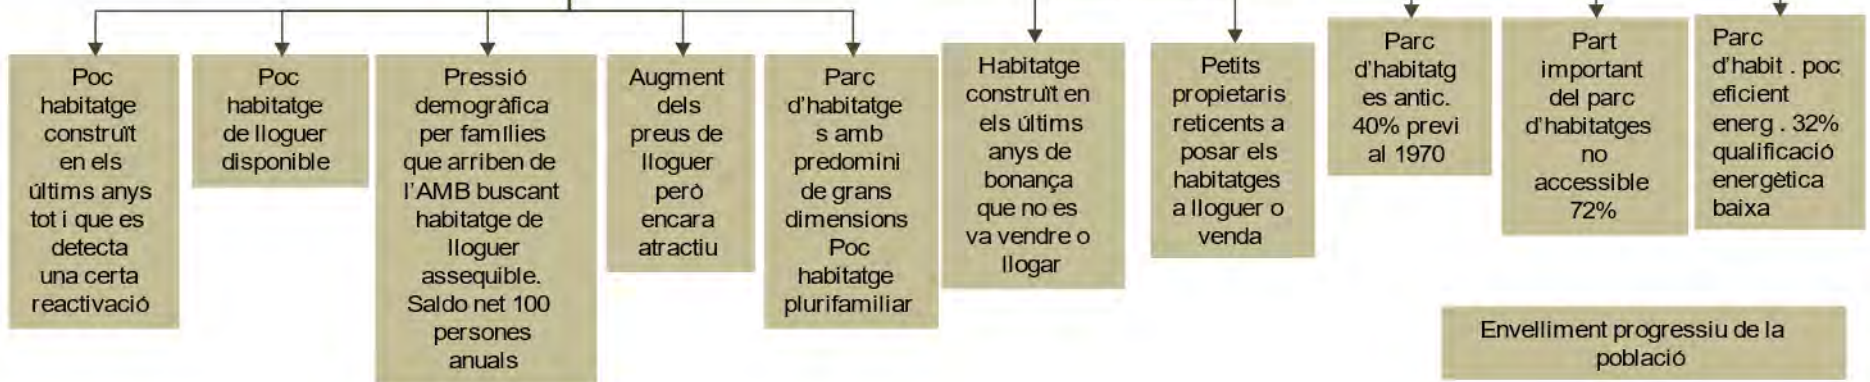 Poc
habitatge
construït
en els
últims anys
tot i que es
detecta
una certa
reactivació
Poc
habitatge
de lloguer
disponible
Pressió
demogràfica
per famílies
que arriben de
l'AMB buscant
habitatge de
lloguer
assequible.
Saldo net 100
persones
anuals
Augment
dels
preus de
lloguer
però
encara
atractiu
Parc
d'habitatge
s amb
predomini
de grans
dimensions
Poc
habitatge
plurifamiliar
Habitatge
construït en
els últims
anys de
bonança
que no es
va vendre o
llogar
Petits
propietaris
reticents a
posar els
habitatges
a lloguer o
venda
Parc
d'habitatg
es antic.
40% previ
al 1970
Part
important
del parc
d'habitatges
no
accessible
72%
Parc
d'habit . poc
eficient
energ . 32%
qualificació
energètica
baixa
Envelliment progressiu de la
població